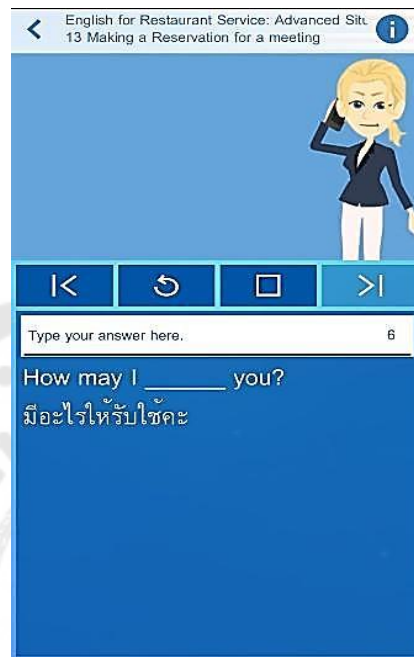 English for Restaurant Service: Advanced Situ
13 Making a Reservation for a meeting
Type your answer here. 6
How may I ______ you?
มีอะไรให้รับใช้คะ